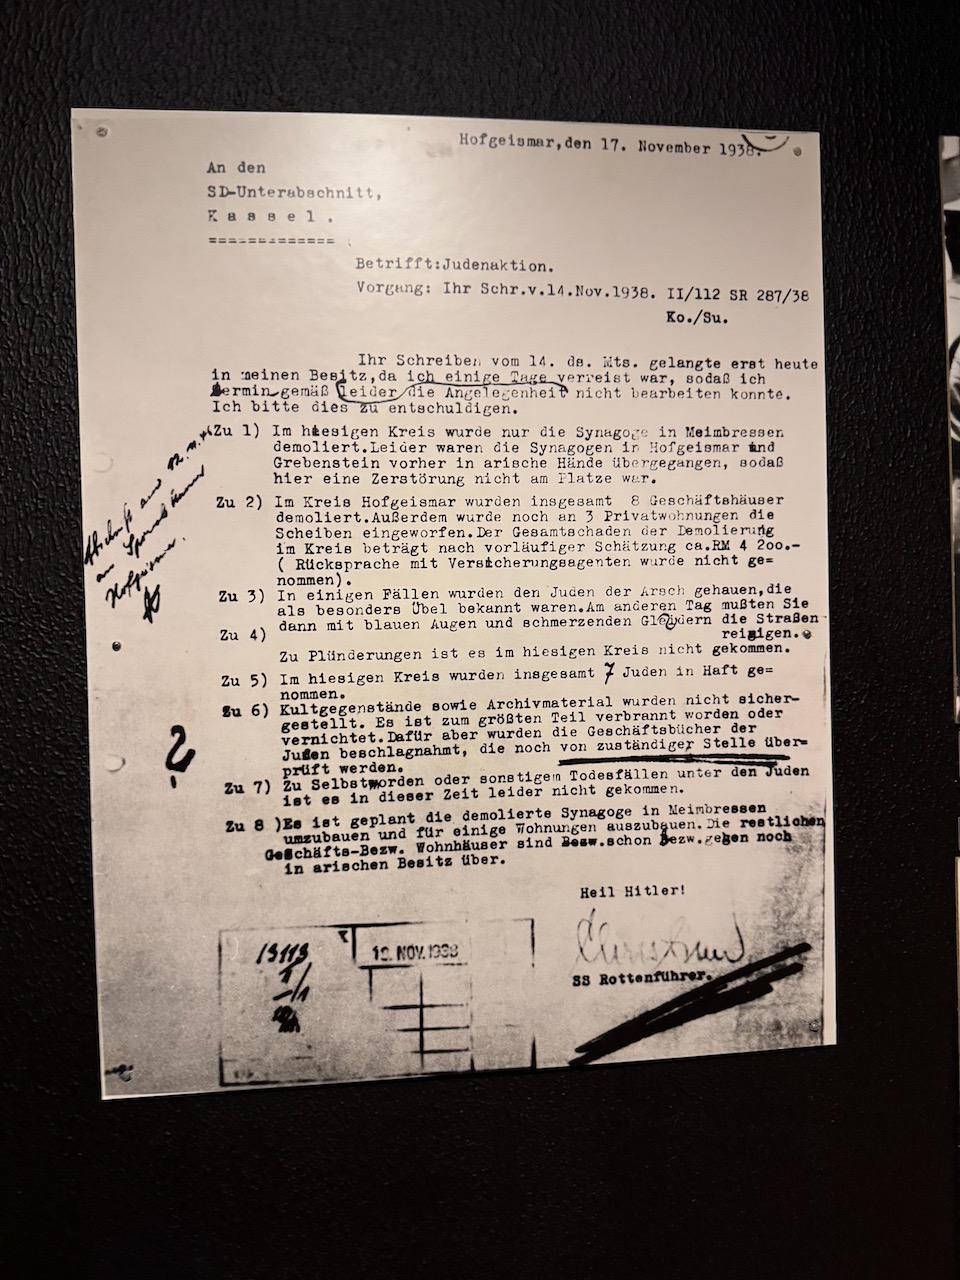 Hofgeismar,den 17. November 1938.
An den
SD-Unterabschnitt,
K a s s e l .
=============
Betrifft:Judenaktion.
Vorgang: Ihr Schr.v.14.Nov.1938. II/112 SR 287/38
Ko./Su.
Ihr Schreiben vom 14. ds. Mts. gelangte erst heute
in meinen Besitz,da ich einige Tage verreist war, sodaß ich
termin-gemäß leider die Angelegenheit nicht bearbeiten konnte.
Ich bitte dies zu entschuldigen.
Zu 1) Im hiesigen Kreis wurde nur die Synagoge in Meimbressen
demoliert.Leider waren die Synagogen in Hofgeismar und
Grebenstein vorher in arische Hände übergegangen, sodaß
hier eine Zerstörung nicht am Platze war.
Zu 2) Im Kreis Hofgeismar wurden insgesamt 8 Geschäftshäuser
demoliert.Außerdem wurde noch an 3 Privatwohnungen die
Scheiben eingeworfen.Der Gesamtschaden der Demolierung
im Kreis beträgt nach vorläufiger Schätzung ca.RM 4 200.-
( Rücksprache mit Versicherungsagenten wurde nicht ge=
nommen).
Zu 3) In einigen Fällen wurden den Juden der Arsch gehauen,die
als besonders Übel bekannt waren.Am anderen Tag mußten Sie
dann mit blauen Augen und schmerzenden Gliedern die Straßen
reinigen.
Zu 4)
Zu Plünderungen ist es im hiesigen Kreis nicht gekommen.
Zu 5) Im hiesigen Kreis wurden insgesamt 7 Juden in Haft ge=
nommen.
Zu 6) Kultgegenstände sowie Archivmaterial wurden nicht sicher-
gestellt. Es ist zum größten Teil verbrannt worden oder
vernichtet.Dafür aber wurden die Geschäftsbücher der
Juden beschlagnahmt, die noch von zuständiger Stelle über-
prüft werden.
Zu 7) Zu Selbstmorden oder sonstigen Todesfällen unter den Juden
ist es in dieser Zeit leider nicht gekommen.
Zu 8 )Es ist geplant die demolierte Synagoge in Meimbressen
umzubauen und für einige Wohnungen auszubauen.Die restlichen
Geschäfts-Bezw. Wohnhäuser sind Bezw.schon Bezw.gehen noch
in arischen Besitz über.
Heil Hitler!
SS Rottenführer.
Hofgeismar.
?
13113
19. NOV. 1938